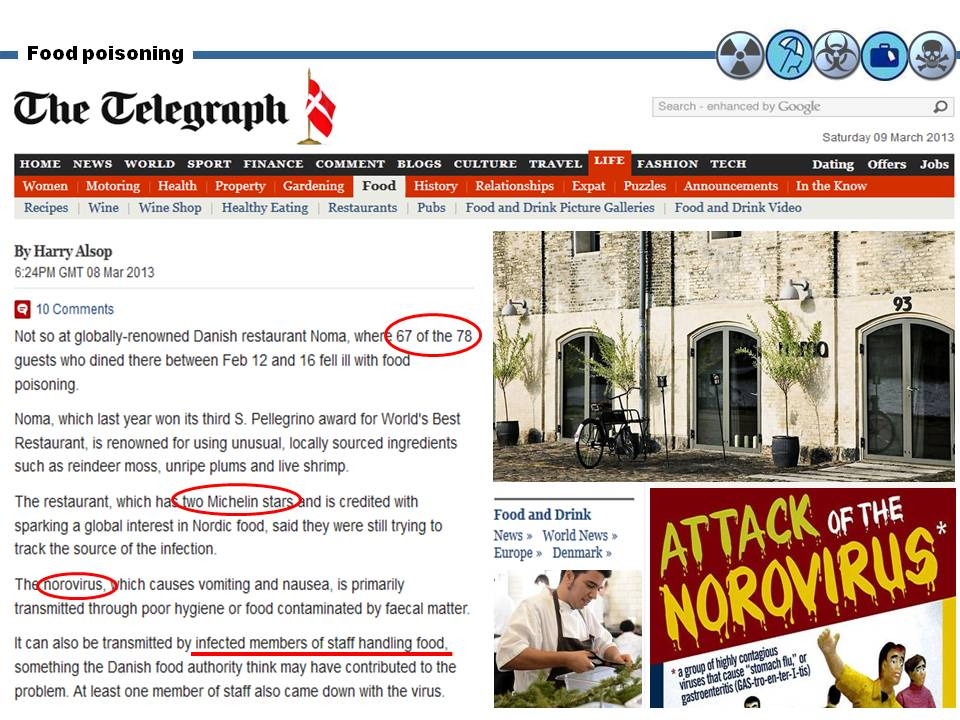 Food poisoning
The Telegraph
Search - enhanced by Google
Saturday 09 March 2013
HOME NEWS WORLD SPORT FINANCE COMMENT BLOGS CULTURE TRAVEL LIFE FASHION TECH Dating Offers Jobs
Women Motoring Health Property Gardening Food History Relationships Expat Puzzles Announcements In the Know
Recipes Wine Wine Shop Healthy Eating Restaurants Pubs Food and Drink Picture Galleries Food and Drink Video
By Harry Alsop
6:24PM GMT 08 Mar 2013
10 Comments
Not so at globally-renowned Danish restaurant Noma, where 67 of the 78
guests who dined there between Feb 12 and 16 fell ill with food
poisoning.
Noma, which last year won its third S. Pellegrino award for World's Best
Restaurant, is renowned for using unusual, locally sourced ingredients
such as reindeer moss, unripe plums and live shrimp.
The restaurant, which has two Michelin stars and is credited with
sparking a global interest in Nordic food, said they were still trying to
track the source of the infection.
The norovirus, which causes vomiting and nausea, is primarily
transmitted through poor hygiene or food contaminated by faecal matter.
It can also be transmitted by infected members of staff handling food,
something the Danish food authority think may have contributed to the
problem. At least one member of staff also came down with the virus.
93
Food and Drink
News » World News »
Europe » Denmark »
ATTACK OF THE
NOROVIRUS*
* a group of highly contagious
viruses that cause "stomach flu," or
gastroenteritis (GAS-tro-en-ter-I-tis)